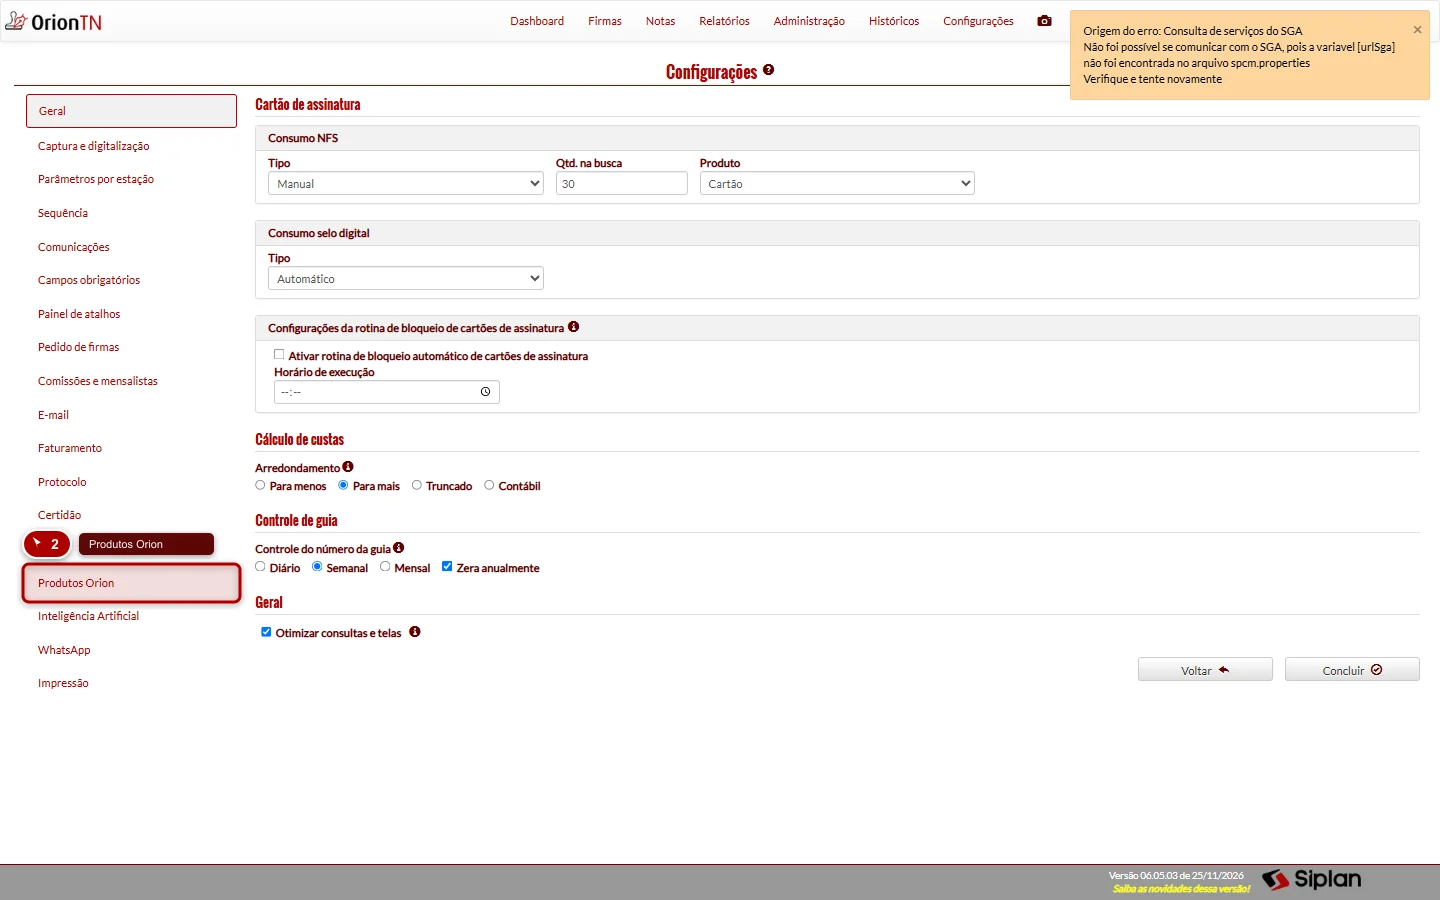 OrionTN
Dashboard
Firmas
Notas
Relatórios
Administração
Históricos
Configurações
Origem do erro: Consulta de serviços do SGA
Não foi possível se comunicar com o SGA, pois a variavel [urlSga]
não foi encontrada no arquivo spcm.properties
Verifique e tente novamente
×
Configurações
Geral
Captura e digitalização
Parâmetros por estação
Sequência
Comunicações
Campos obrigatórios
Painel de atalhos
Pedido de firmas
Comissões e mensalistas
E-mail
Faturamento
Protocolo
Certidão
2
Produtos Orion
Produtos Orion
Inteligência Artificial
WhatsApp
Impressão
Cartão de assinatura
Consumo NFS
Tipo
Qtd. na busca
Produto
Manual
30
Cartão
Consumo selo digital
Tipo
Automático
Configurações da rotina de bloqueio de cartões de assinatura
Ativar rotina de bloqueio automático de cartões de assinatura
Horário de execução
--:--
Cálculo de custas
Arredondamento
Para menos
Para mais
Truncado
Contábil
Controle de guia
Controle do número da guia
Diário
Semanal
Mensal
Zera anualmente
Geral
Otimizar consultas e telas
Voltar
Concluir
Versão 06.05.03 de 25/11/2026
Saiba as novidades dessa versão!
Siplan